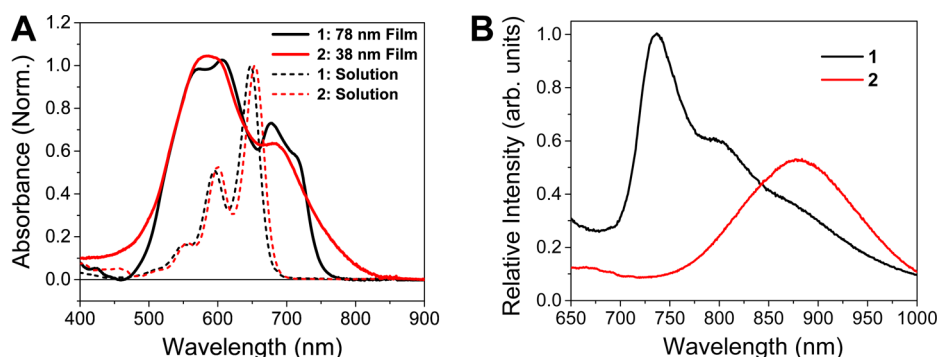 A
Absorbance (Norm.)
1.2
1.0
0.8
0.6
0.4
0.2
0.0
1: 78 nm Film
2: 38 nm Film
1: Solution
2: Solution
400 500 600 700 800 900
Wavelength (nm)
B
Relative Intensity (arb. units)
1.0
0.8
0.6
0.4
0.2
0.0
1
2
650 700 750 800 850 900 950 1000
Wavelength (nm)